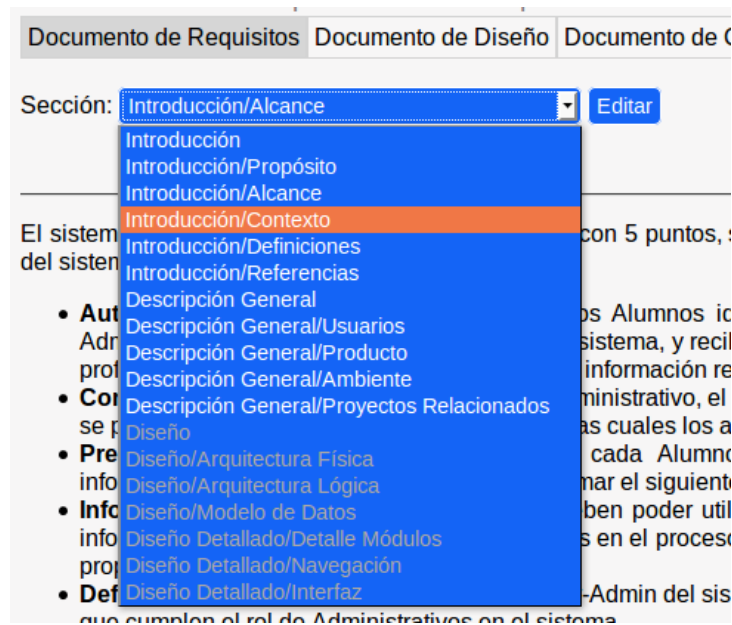 Documento de Requisitos Documento de Diseño Documento de
Sección: Introducción/Alcance Editar
Introducción
Introducción/Propósito
Introducción/Alcance
Introducción/Contexto
Introducción/Definiciones
Introducción/Referencias
Descripción General
Descripción General/Usuarios
Descripción General/Producto
Descripción General/Ambiente
Descripción General/Proyectos Relacionados
Diseño
Diseño/Arquitectura Física
Diseño/Arquitectura Lógica
Diseño/Modelo de Datos
Diseño Detallado/Detalle Módulos
Diseño Detallado/Navegación
Diseño Detallado/Interfaz
El sistem con 5 puntos,
del sistem
• Aut os Alumnos
Adr sistema, y
prof información
• Cor ministrativo, el
se p as cuales los
• Pre cada Alumno
info mar el siguiente
• Info ben poder
info s en el proceso
prop
• Def -Admin del
que cumplen el rol de Administrativos en el sistema